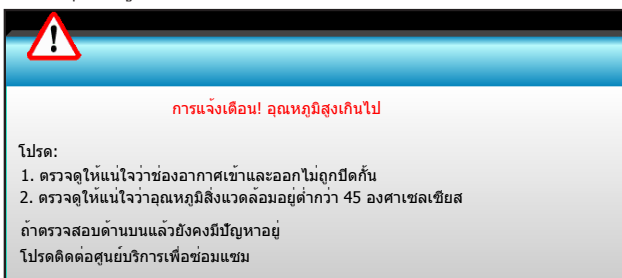 การแจ้งเตือน! อุณหภูมิสูงเกินไป
โปรด:
1. ตรวจดูให้แน่ใจว่าช่องอากาศเข้าและออกไม่ถูกปิดกั้น
2. ตรวจดูให้แน่ใจว่าอุณหภูมิสิ่งแวดล้อมอยู่ต่ำกว่า 45 องศาเซลเซียส
ถ้าตรวจสอบด้านบนแล้วยังคงมีปัญหาอยู่
โปรดติดต่อศูนย์บริการเพื่อซ่อมแซม